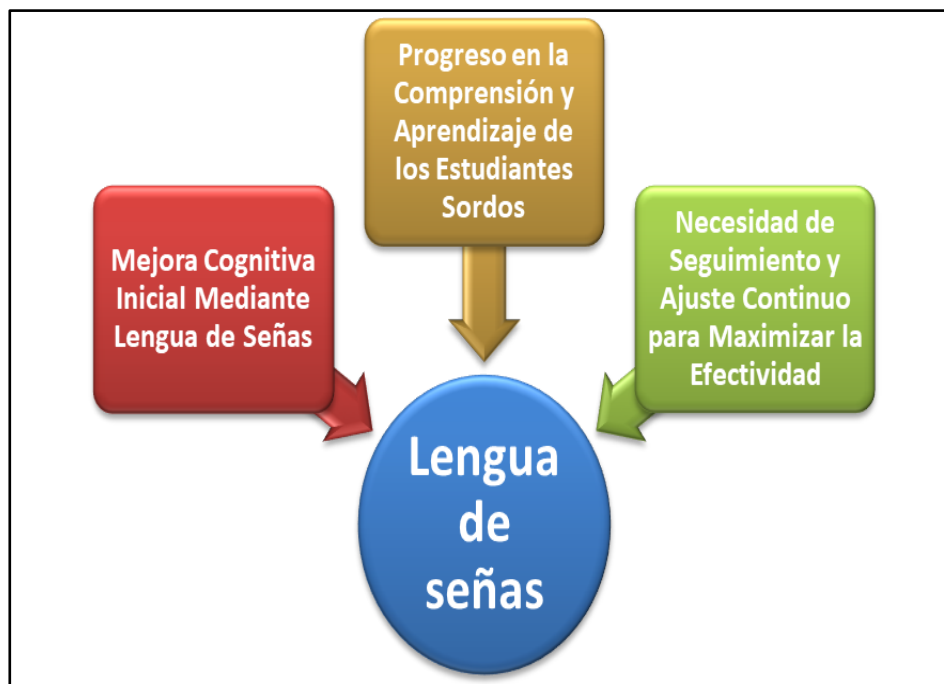 Progreso en la
Comprensión y
Aprendizaje de
los Estudiantes
Sordos
Mejora Cognitiva
Inicial Mediante
Lengua de Señas
Necesidad de
Seguimiento y
Ajuste Continuo
para Maximizar la
Efectividad
Lengua
de
señas